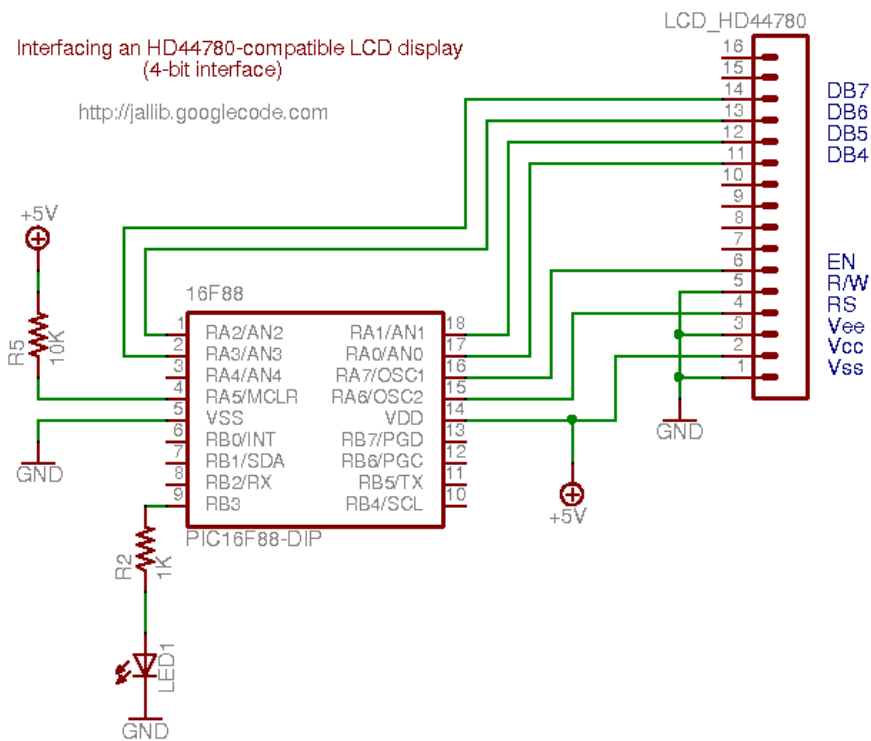 LCD_HD44780
Interfacing an HD44780-compatible LCD display
(4-bit interface)
http://jallib.googlecode.com
16
15
14 DB7
13 DB6
12 DB5
11 DB4
10
9
8
7
6 EN
5 R/W
4 RS
3 Vee
2 Vcc
1 Vss
GND
+5V
R5
10K
16F88
1 RA2/AN2 RA1/AN1 18
2 RA3/AN3 RA0/AN0 17
3 RA4/AN4 RA7/OSC1 16
4 RA5/MCLR RA6/OSC2 15
5 VSS VDD 14
6 RB0/INT RB7/PGD 13
7 RB1/SDA RB6/PGC 12
8 RB2/RX RB5/TX 11
9 RB3 RB4/SCL 10
PIC16F88-DIP
GND
+5V
R2
1K
LED1
GND